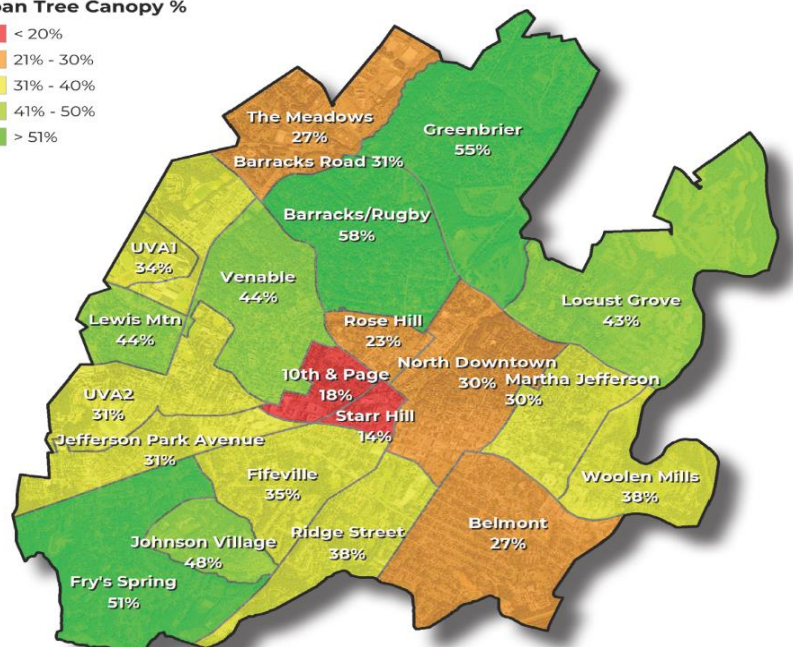 an Tree Canopy %
< 20%
21% - 30%
31% - 40%
41% - 50%
> 51%
The Meadows
27%
Greenbrier
55%
Barracks Road 31%
Barracks/Rugby
58%
UVA1
34%
Venable
44%
Locust Grove
43%
Lewis Mtn
44%
Rose Hill
23%
North Downtown
30%
Martha Jefferson
30%
10th & Page
18%
Starr Hill
14%
UVA2
31%
Jefferson Park Avenue
31%
Fifeville
35%
Woolen Mills
38%
Belmont
27%
Ridge Street
38%
Johnson Village
48%
Fry's Spring
51%